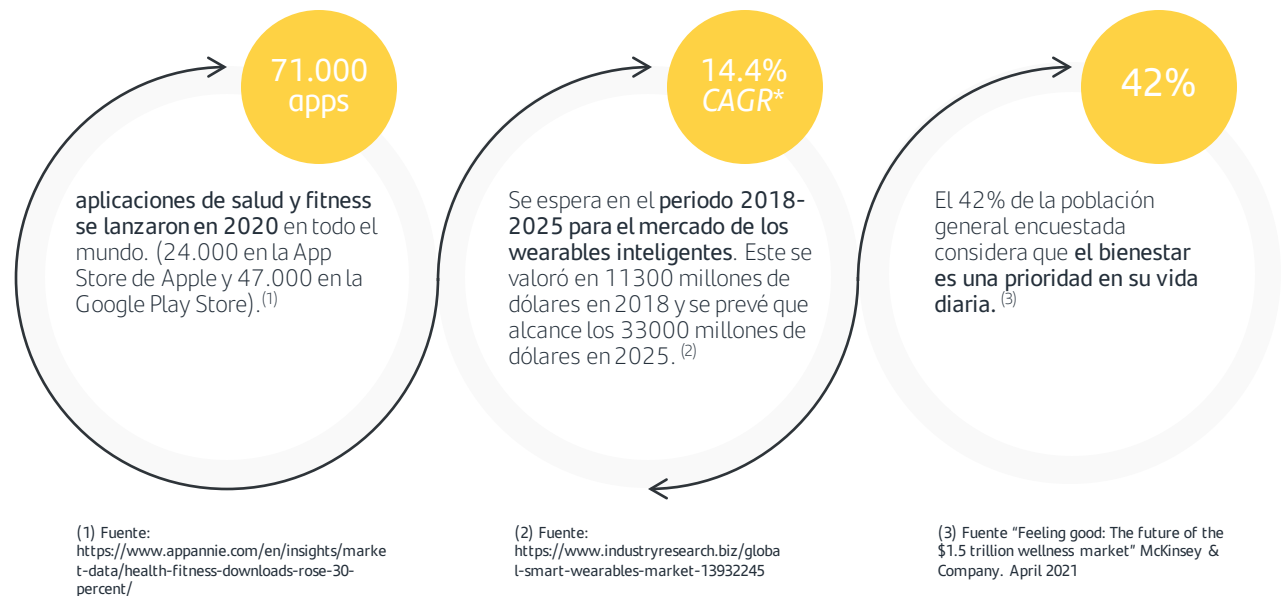 71.000
apps
aplicaciones de salud y fitness
se lanzaron en 2020 en todo el
mundo. (24.000 en la App
Store de Apple y 47.000 en la
Google Play Store).(1)
(1) Fuente:
https://www.appannie.com/en/insights/marke
t-data/health-fitness-downloads-rose-30-
percent/
14.4%
CAGR*
Se espera en el periodo 2018-
2025 para el mercado de los
wearables inteligentes. Este se
valoró en 11300 millones de
dólares en 2018 y se prevé que
alcance los 33000 millones de
dólares en 2025. (2)
(2) Fuente:
https://www.industryresearch.biz/globa
l-smart-wearables-market-13932245
42%
El 42% de la población
general encuestada
considera que el bienestar
es una prioridad en su vida
diaria. (3)
(3) Fuente “Feeling good: The future of the
$1.5 trillion wellness market” McKinsey &
Company. April 2021